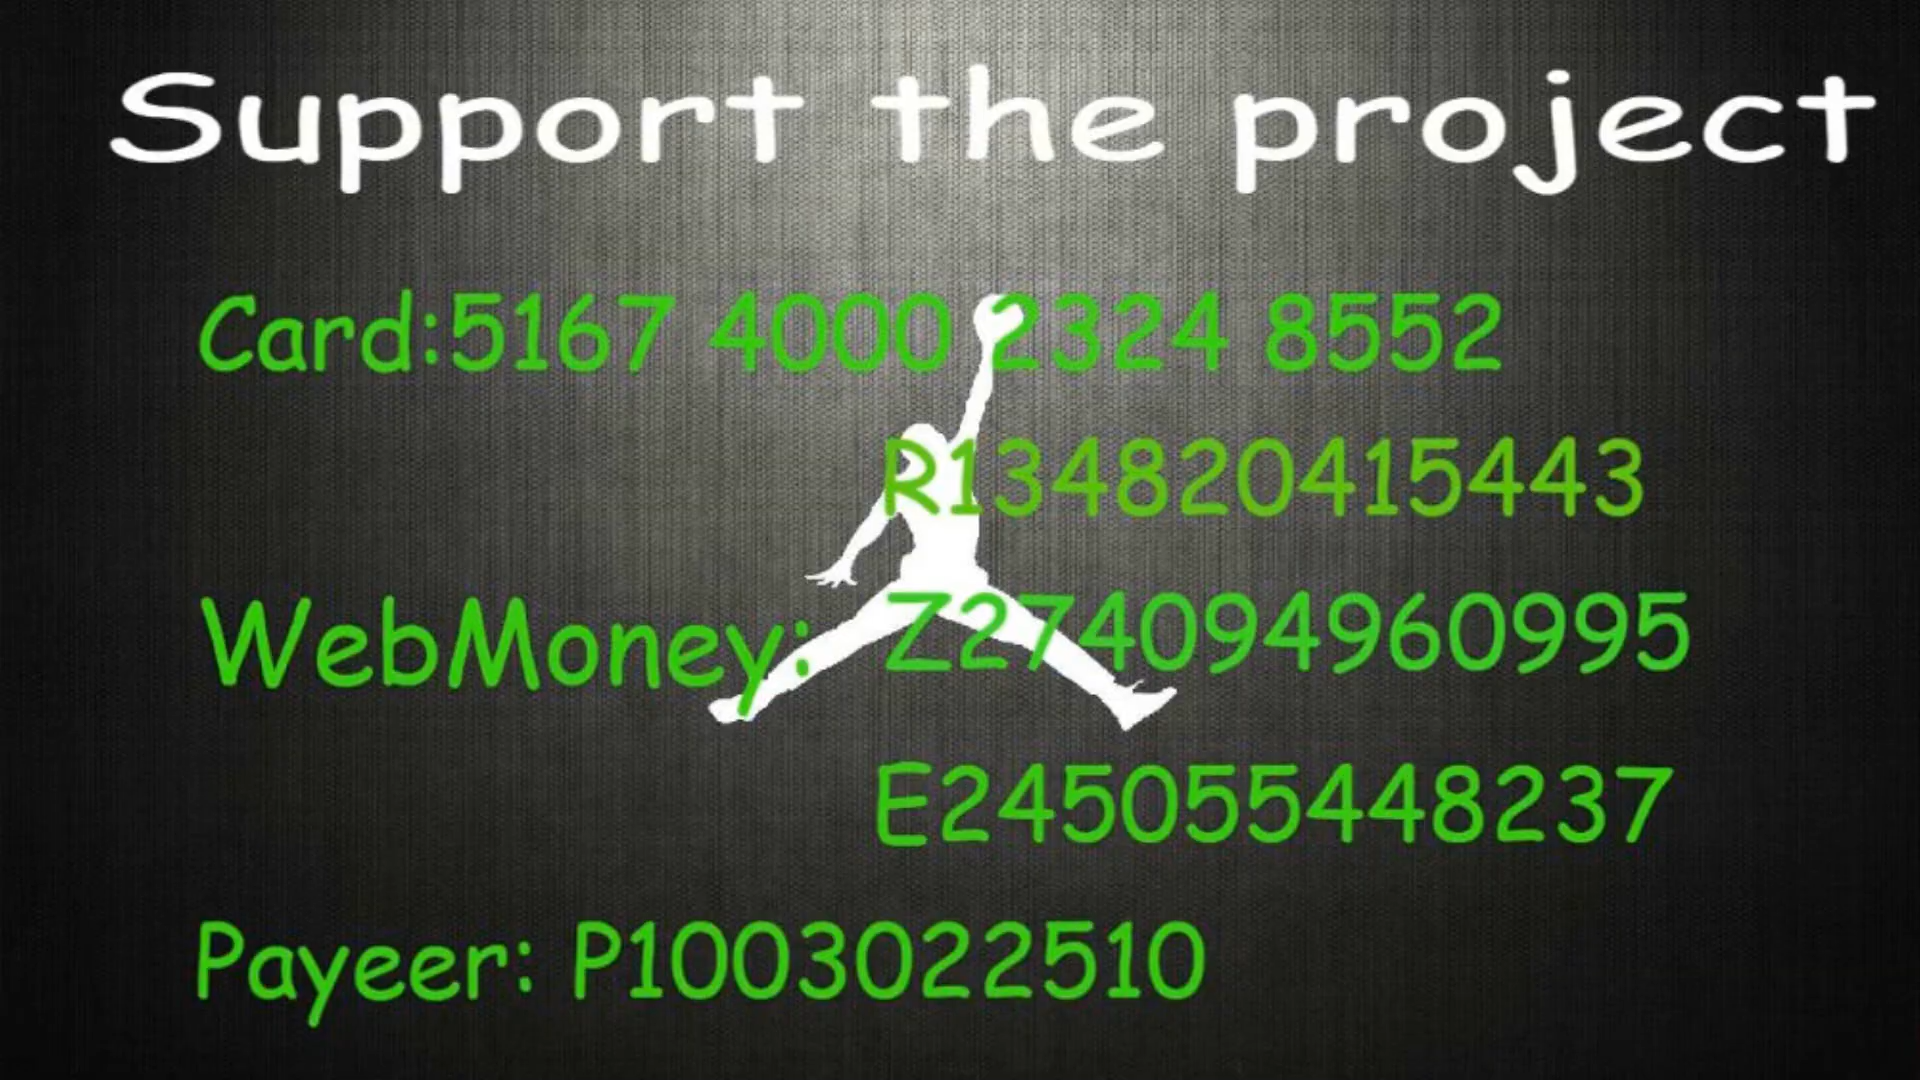 Support the project
Card:5167 4000 2324 8552
R134820415443
WebMoney: Z274094960995
E245055448237
Payeer: P1003022510